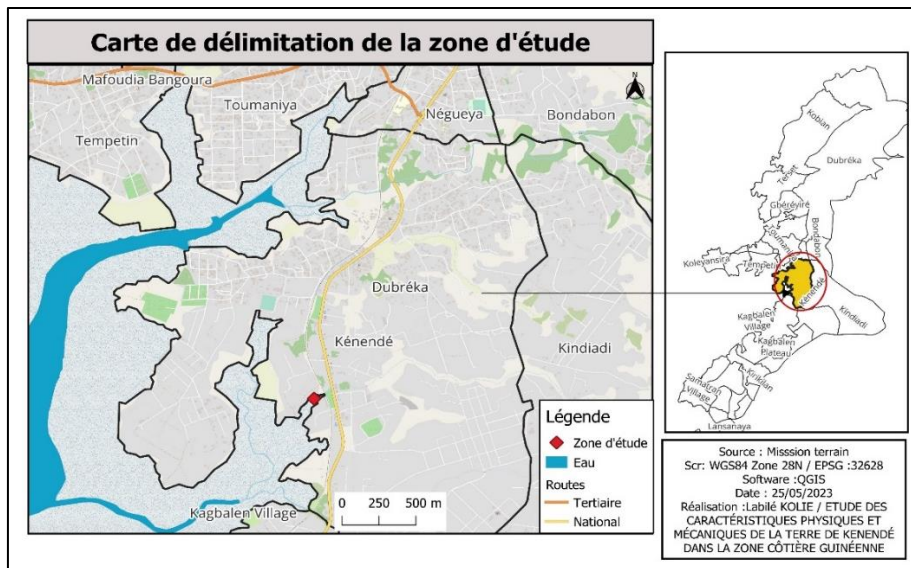 Carte de délimitation de la zone d'étude
N
Mafoudia Bangoura
Toumaniya
Négueya
Bondabon
Tempetin
Dubréka
Kénendé
Kindiadi
Kagbalen Village
Légende
Zone d'étude
Eau
Routes
Tertiaire
National
0 250 500 m
Kobian
Dubréka
Terset
Gbéréyiré
Toumaniya
Bondabon
Koleyansira
Tempetin
Kénendé
Kagbalen
Village
Kindiadi
Kagbalen
Plateau
Kirikilan
Samatran
Village
Lansanaya
Source : Misssion terrain
Scr: WGS84 Zone 28N / EPSG :32628
Software :QGIS
Date : 25/05/2023
Réalisation :Labilé KOLIE / ETUDE DES
CARACTÉRISTIQUES PHYSIQUES ET
MÉCANIQUES DE LA TERRE DE KENENDÉ
DANS LA ZONE CÔTIÈRE GUINÉENNE